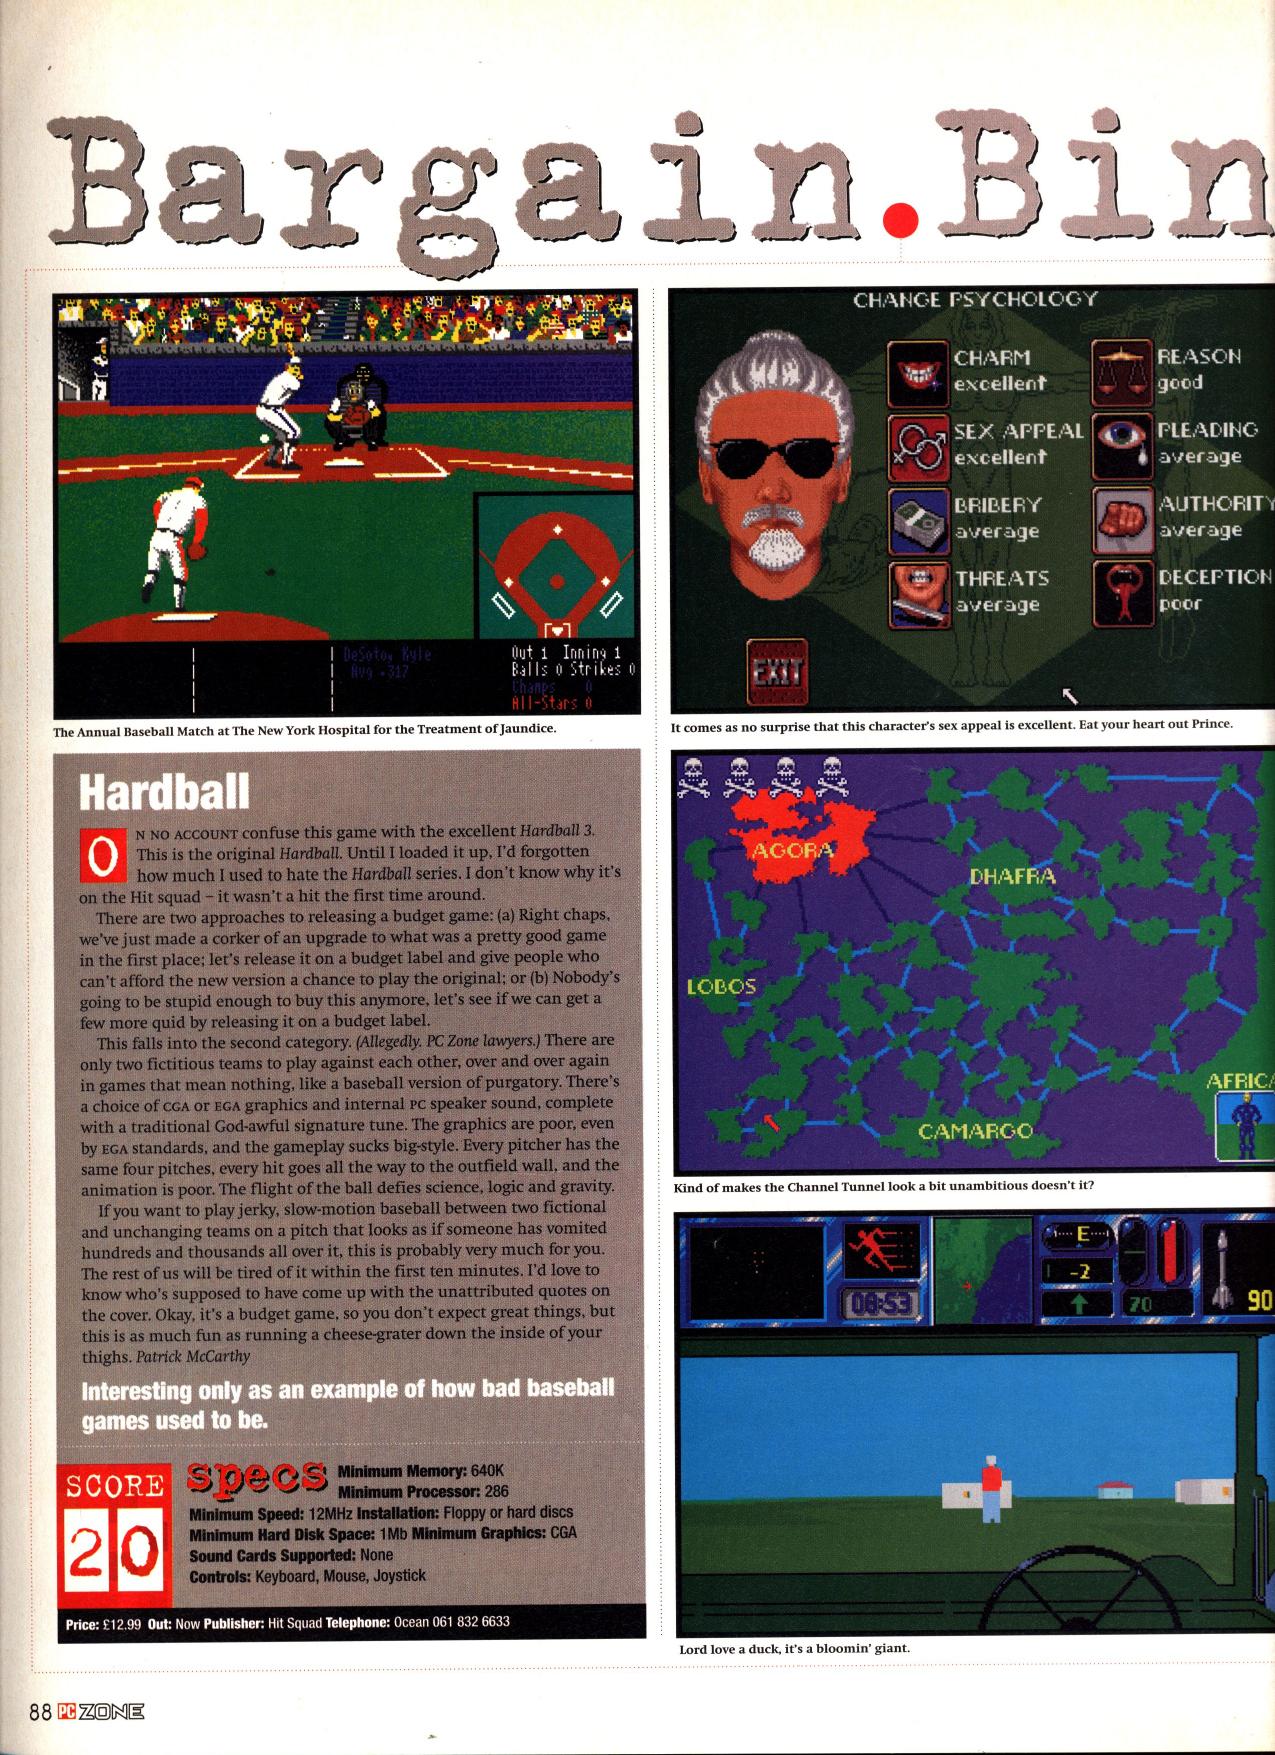 Bargain.Bin
DeSoto, Kyle
Avg .317
Out 1 Inning 1
Balls 0 Strikes 0
Champs 0
All-Stars 0
The Annual Baseball Match at The New York Hospital for the Treatment of Jaundice.
Hardball
ON NO ACCOUNT confuse this game with the excellent Hardball 3.
This is the original Hardball. Until I loaded it up, I'd forgotten
how much I used to hate the Hardball series. I don't know why it's
on the Hit squad – it wasn't a hit the first time around.
There are two approaches to releasing a budget game: (a) Right chaps,
we've just made a corker of an upgrade to what was a pretty good game
in the first place; let's release it on a budget label and give people who
can't afford the new version a chance to play the original; or (b) Nobody's
going to be stupid enough to buy this anymore, let's see if we can get a
few more quid by releasing it on a budget label.
This falls into the second category. (Allegedly. PC Zone lawyers.) There are
only two fictitious teams to play against each other, over and over again
in games that mean nothing, like a baseball version of purgatory. There's
a choice of CGA or EGA graphics and internal PC speaker sound, complete
with a traditional God-awful signature tune. The graphics are poor, even
by EGA standards, and the gameplay sucks big-style. Every pitcher has the
same four pitches, every hit goes all the way to the outfield wall, and the
animation is poor. The flight of the ball defies science, logic and gravity.
If you want to play jerky, slow-motion baseball between two fictional
and unchanging teams on a pitch that looks as if someone has vomited
hundreds and thousands all over it, this is probably very much for you.
The rest of us will be tired of it within the first ten minutes. I'd love to
know who's supposed to have come up with the unattributed quotes on
the cover. Okay, it's a budget game, so you don't expect great things, but
this is as much fun as running a cheese-grater down the inside of your
thighs. Patrick McCarthy
Interesting only as an example of how bad baseball
games used to be.
SCORE
20
specs
Minimum Memory: 640K
Minimum Processor: 286
Minimum Speed: 12MHz Installation: Floppy or hard discs
Minimum Hard Disk Space: 1Mb Minimum Graphics: CGA
Sound Cards Supported: None
Controls: Keyboard, Mouse, Joystick
Price: £12.99 Out: Now Publisher: Hit Squad Telephone: Ocean 061 832 6633
CHANGE PSYCHOLOGY
CHARM
excellent
REASON
good
SEX APPEAL
excellent
PLEADING
average
BRIBERY
average
AUTHORITY
average
THREATS
average
DECEPTION
poor
EXIT
It comes as no surprise that this character's sex appeal is excellent. Eat your heart out Prince.
AGORA
DHAFRA
LOBOS
AFRICA
CAMARGO
Kind of makes the Channel Tunnel look a bit unambitious doesn't it?
E
-2
08:53
70
90
Lord love a duck, it's a bloomin' giant.
88 PC ZONE